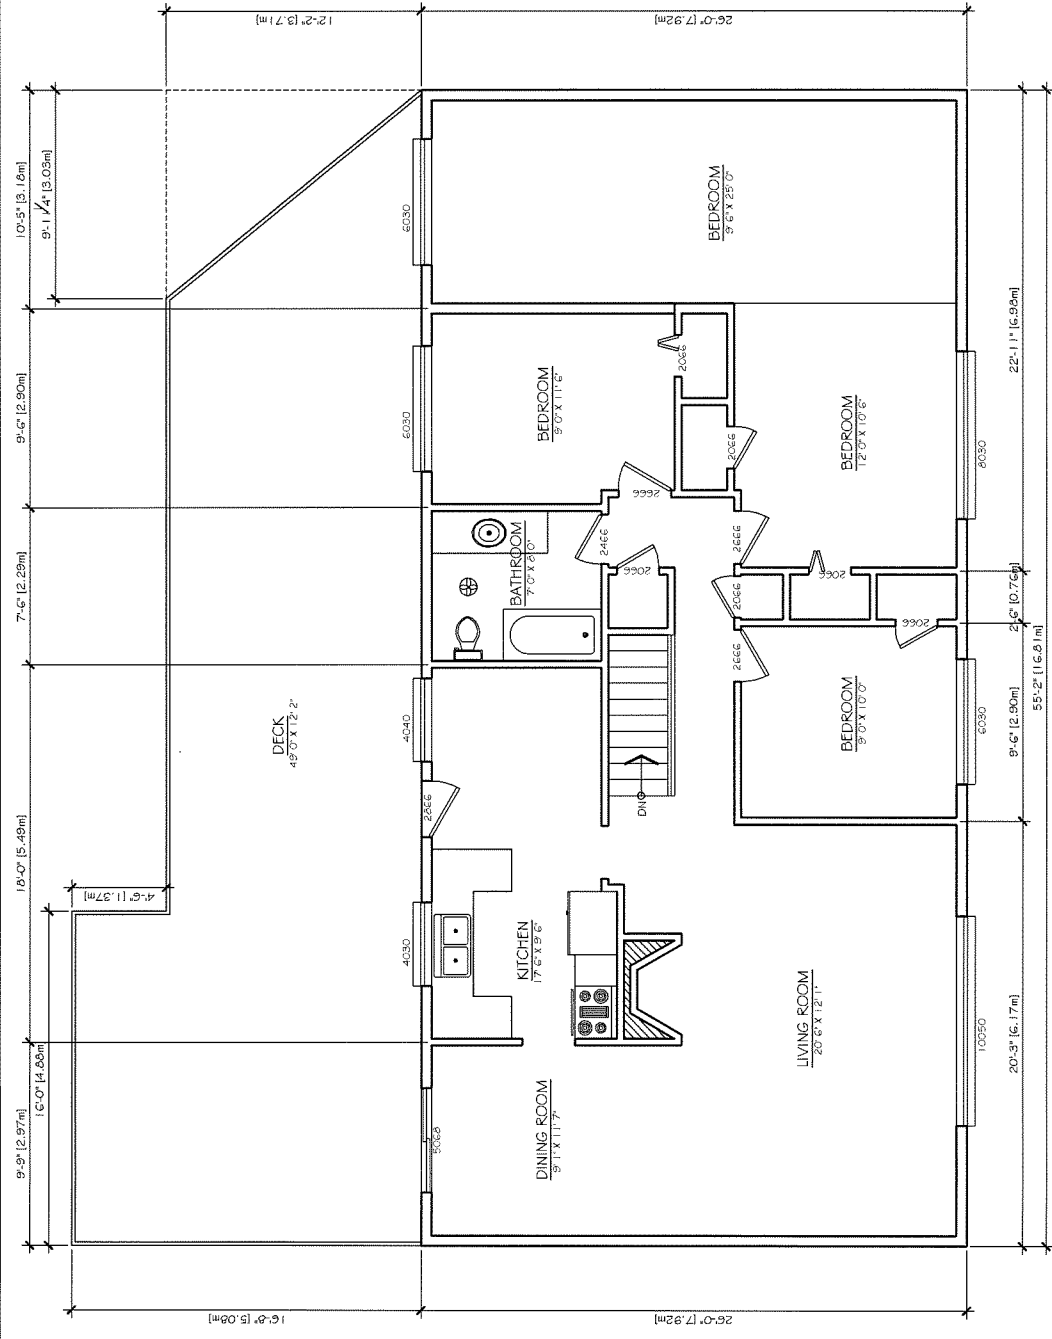 12'-2" [3.71m]
26'-0" [7.92m]
10'-5" [3.18m]
9'-1 1/4" [3.03m]
9'-6" [2.90m]
7'-6" [2.29m]
18'-0" [5.49m]
4'-6" [1.37m]
9'-9" [2.97m]
16'-0" [4.88m]
16'-8" [5.08m]
26'-0" [7.92m]
22'-11" [6.98m]
2'-6" [0.76m]
9'-6" [2.90m]
20'-3" [6.17m]
55'-2" [16.81m]
DECK
49' 0" X 12' 2"
BEDROOM
9' 6" X 25' 0"
6030
BEDROOM
9' 0" X 11' 6"
6030
2066
2066
2666
BEDROOM
12' 0" X 10' 6"
8030
BATHROOM
7' 0" X 8' 0"
2466
2066
2666
2066
2066
2066
2666
BEDROOM
9' 0" X 10' 0"
6030
4040
2866
DN
KITCHEN
17' 6" X 9' 6"
4030
LIVING ROOM
20' 6" X 12' 1"
10050
DINING ROOM
9' 1" X 11' 7"
5068